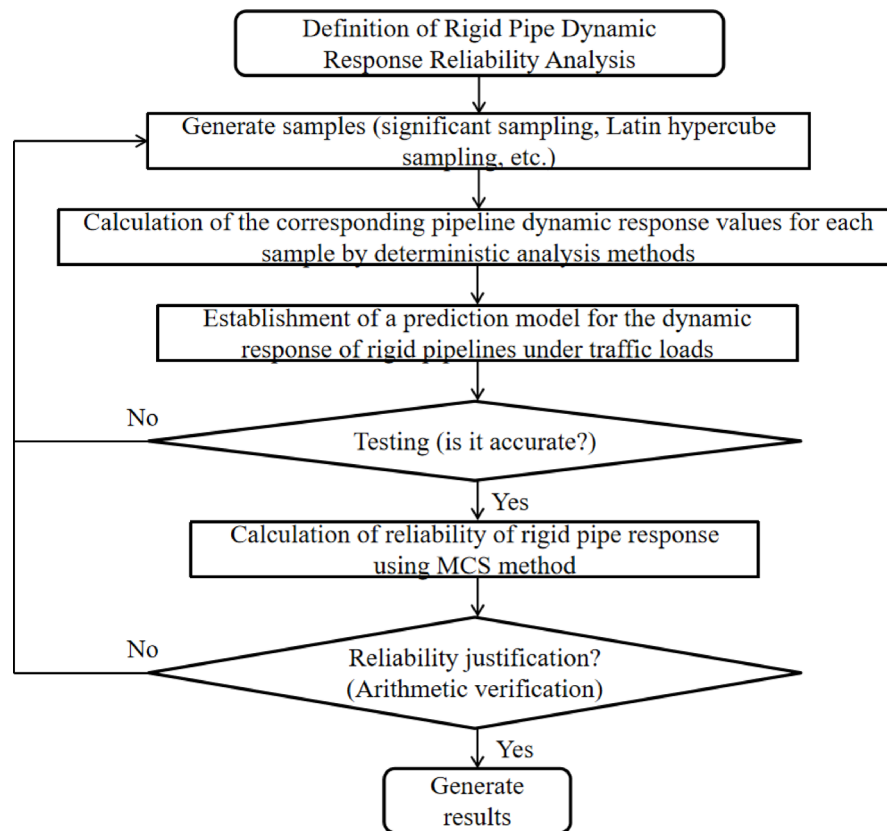 Definition of Rigid Pipe Dynamic
Response Reliability Analysis
Generate samples (significant sampling, Latin hypercube
sampling, etc.)
Calculation of the corresponding pipeline dynamic response values for each
sample by deterministic analysis methods
Establishment of a prediction model for the dynamic
response of rigid pipelines under traffic loads
No
Testing (is it accurate?)
Yes
Calculation of reliability of rigid pipe response
using MCS method
No
Reliability justification?
(Arithmetic verification)
Yes
Generate
results